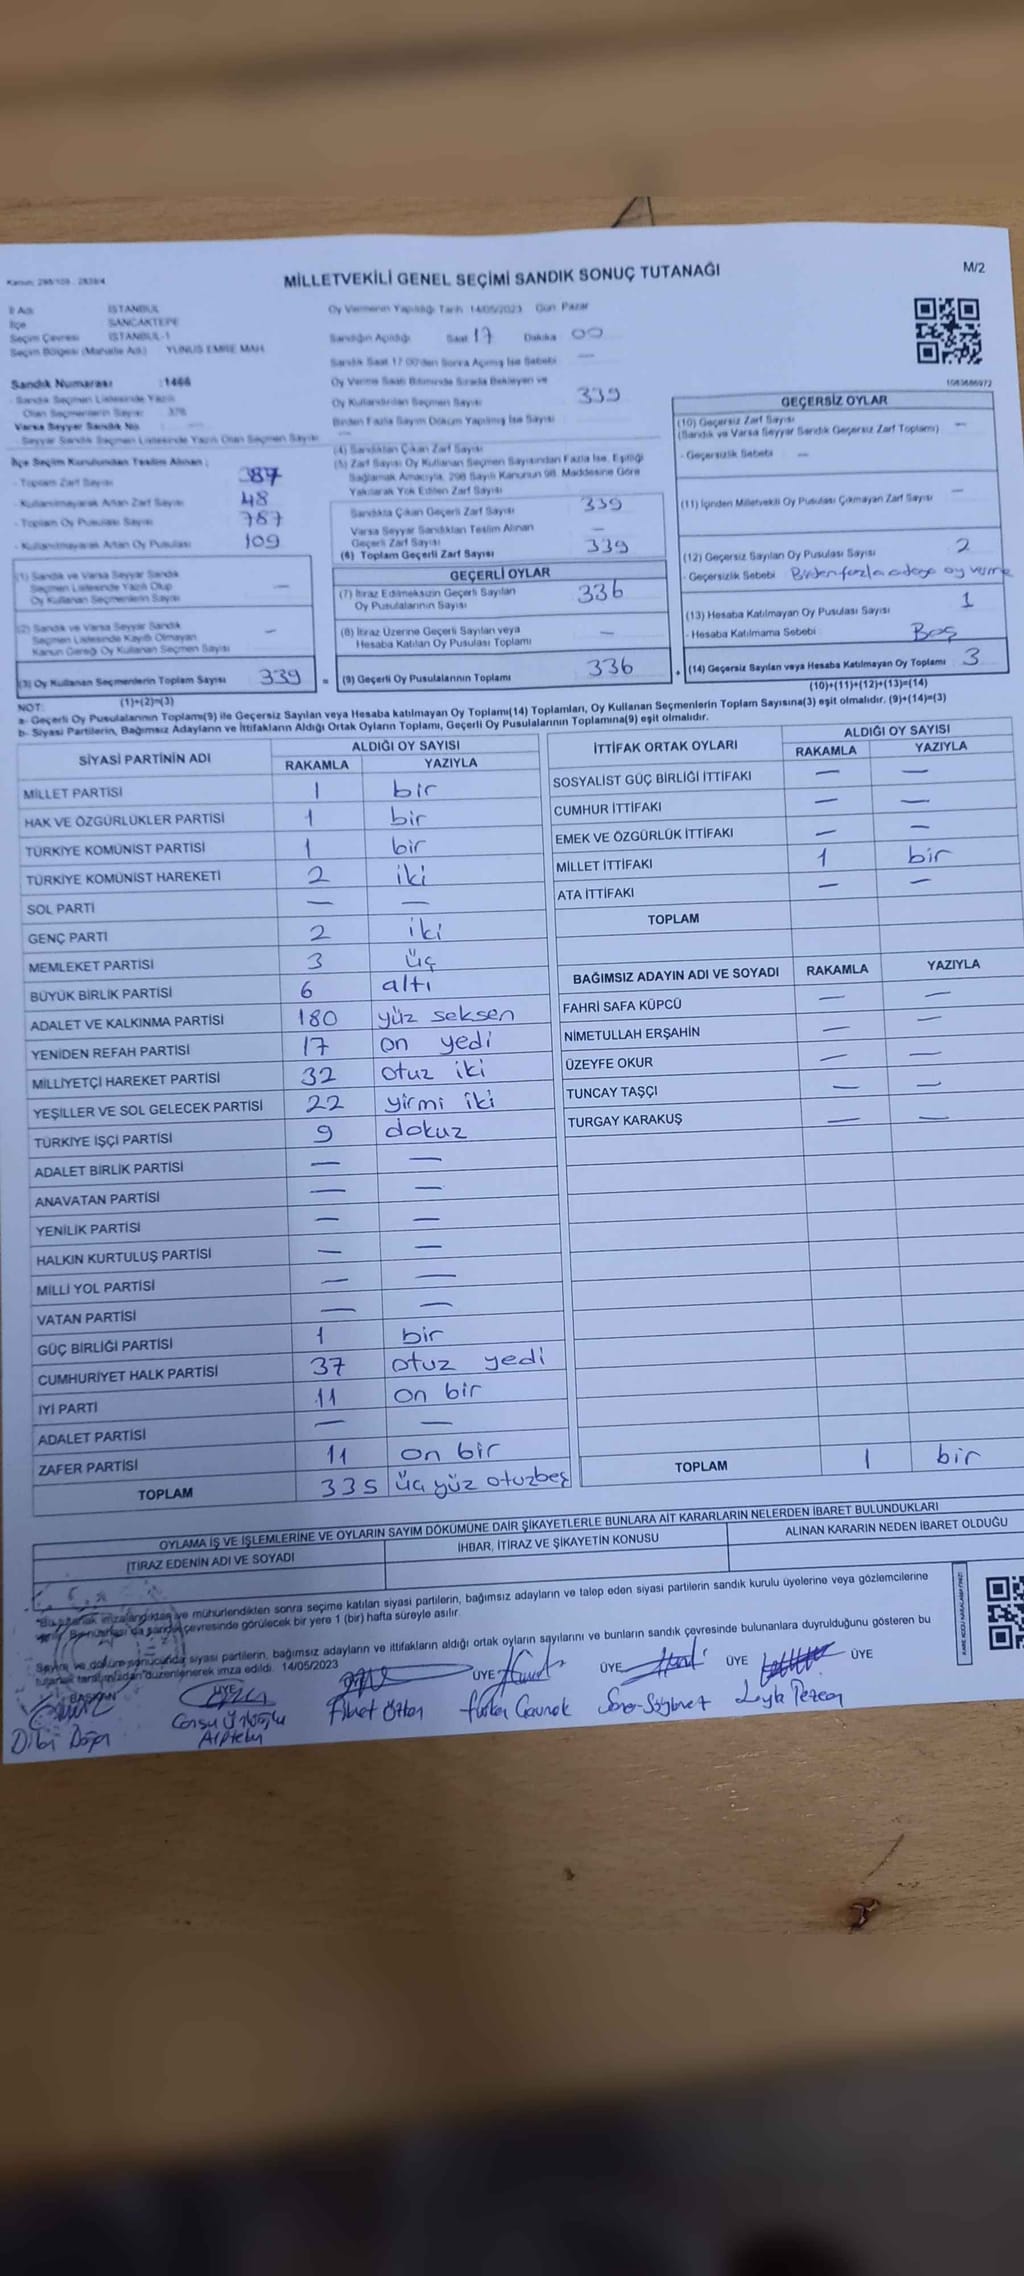 Kanun: 298/109 - 2839/4
MİLLETVEKİLİ GENEL SEÇİMİ SANDIK SONUÇ TUTANAĞI
M/2
İl Adı İSTANBUL
İlçe SANCAKTEPE
Seçim Çevresi İSTANBUL-1
Seçim Bölgesi (Mahalle Adı) YUNUS EMRE MAH.
Sandık Numarası :1466
- Sandık Seçmen Listesinde Yazılı
Olan Seçmenlerin Sayısı 376
Varsa Seyyar Sandık No
- Seyyar Sandık Seçmen Listesinde Yazılı Olan Seçmen Sayısı —
İlçe Seçim Kurulundan Teslim Alınan ;
- Toplam Zarf Sayısı 387
- Kullanılmayarak Artan Zarf Sayısı 48
- Toplam Oy Pusulası Sayısı 787
- Kullanılmayarak Artan Oy Pusulası 109
(1) Sandık ve Varsa Seyyar Sandık
Seçmen Listesinde Yazılı Olup
Oy Kullanan Seçmenlerin Sayısı —
(2) Sandık ve Varsa Seyyar Sandık
Seçmen Listesinde Kayıtlı Olmayan
Kanun Gereği Oy Kullanan Seçmen Sayısı —
(3) Oy Kullanan Seçmenlerin Toplam Sayısı 339
(1)+(2)=(3)
Oy Vermenin Yapıldığı Tarih 14/05/2023 Gün: Pazar
Sandığın Açıldığı Saat 17 Dakika 00
Sandık Saat 17:00'den Sonra Açılmış İse Sebebi —
Oy Verme Saati Bitiminde Sırada Bekleyen ve
Oy Kullandırılan Seçmen Sayısı 339
Birden Fazla Sayım Döküm Yapılmış İse Sayısı
(4) Sandıktan Çıkan Zarf Sayısı
(5) Zarf Sayısı Oy Kullanan Seçmen Sayısından Fazla İse, Eşitliği
Sağlamak Amacıyla, 298 Sayılı Kanunun 98. Maddesine Göre
Yakılarak Yok Edilen Zarf Sayısı
Sandıkta Çıkan Geçerli Zarf Sayısı 339
Varsa Seyyar Sandıktan Teslim Alınan
Geçerli Zarf Sayısı —
(6) Toplam Geçerli Zarf Sayısı 339
GEÇERLİ OYLAR
(7) İtiraz Edilmeksizin Geçerli Sayılan
Oy Pusulalarının Sayısı 336
(8) İtiraz Üzerine Geçerli Sayılan veya
Hesaba Katılan Oy Pusulası Toplamı —
= (9) Geçerli Oy Pusulalarının Toplamı 336
1063686972
GEÇERSİZ OYLAR
(10) Geçersiz Zarf Sayısı
(Sandık ve Varsa Seyyar Sandık Geçersiz Zarf Toplamı) —
- Geçersizlik Sebebi —
(11) İçinden Milletvekili Oy Pusulası Çıkmayan Zarf Sayısı —
(12) Geçersiz Sayılan Oy Pusulası Sayısı 2
- Geçersizlik Sebebi Birden fazla adaya oy verme
(13) Hesaba Katılmayan Oy Pusulası Sayısı 1
- Hesaba Katılmama Sebebi Boş
+ (14) Geçersiz Sayılan veya Hesaba Katılmayan Oy Toplamı 3
(10)+(11)+(12)+(13)=(14)
NOT:
a- Geçerli Oy Pusulalarının Toplamı(9) ile Geçersiz Sayılan veya Hesaba katılmayan Oy Toplamı(14) Toplamları, Oy Kullanan Seçmenlerin Toplam Sayısına(3) eşit olmalıdır. (9)+(14)=(3)
b- Siyasi Partilerin, Bağımsız Adayların ve İttifakların Aldığı Ortak Oyların Toplamı, Geçerli Oy Pusulalarının Toplamına(9) eşit olmalıdır.
SİYASİ PARTİNİN ADI ALDIĞI OY SAYISI
RAKAMLA YAZIYLA
MİLLET PARTİSİ 1 bir
HAK VE ÖZGÜRLÜKLER PARTİSİ 1 bir
TÜRKİYE KOMÜNİST PARTİSİ 1 bir
TÜRKİYE KOMÜNİST HAREKETİ 2 iki
SOL PARTİ — —
GENÇ PARTİ 2 iki
MEMLEKET PARTİSİ 3 üç
BÜYÜK BİRLİK PARTİSİ 6 altı
ADALET VE KALKINMA PARTİSİ 180 yüz seksen
YENİDEN REFAH PARTİSİ 17 on yedi
MİLLİYETÇİ HAREKET PARTİSİ 32 otuz iki
YEŞİLLER VE SOL GELECEK PARTİSİ 22 yirmi iki
TÜRKİYE İŞÇİ PARTİSİ 9 dokuz
ADALET BİRLİK PARTİSİ — —
ANAVATAN PARTİSİ — —
YENİLİK PARTİSİ — —
HALKIN KURTULUŞ PARTİSİ — —
MİLLİ YOL PARTİSİ — —
VATAN PARTİSİ — —
GÜÇ BİRLİĞİ PARTİSİ 1 bir
CUMHURİYET HALK PARTİSİ 37 otuz yedi
İYİ PARTİ 11 on bir
ADALET PARTİSİ — —
ZAFER PARTİSİ 11 on bir
TOPLAM 335 üç yüz otuzbeş
İTTİFAK ORTAK OYLARI ALDIĞI OY SAYISI
RAKAMLA YAZIYLA
SOSYALİST GÜÇ BİRLİĞİ İTTİFAKI — —
CUMHUR İTTİFAKI — —
EMEK VE ÖZGÜRLÜK İTTİFAKI — —
MİLLET İTTİFAKI 1 bir
ATA İTTİFAKI — —
TOPLAM
BAĞIMSIZ ADAYIN ADI VE SOYADI RAKAMLA YAZIYLA
FAHRİ SAFA KÜPCÜ — —
NİMETULLAH ERŞAHİN — —
ÜZEYFE OKUR — —
TUNCAY TAŞÇI — —
TURGAY KARAKUŞ — —
TOPLAM 1 bir
OYLAMA İŞ VE İŞLEMLERİNE VE OYLARIN SAYIM DÖKÜMÜNE DAİR ŞİKAYETLERLE BUNLARA AİT KARARLARIN NELERDEN İBARET BULUNDUKLARI
İTİRAZ EDENİN ADI VE SOYADI İHBAR, İTİRAZ VE ŞİKAYETİN KONUSU ALINAN KARARIN NEDEN İBARET OLDUĞU
*Bu tutanak imzalandıktan ve mühürlendikten sonra seçime katılan siyasi partilerin, bağımsız adayların ve talep eden siyasi partilerin sandık kurulu üyelerine veya gözlemcilerine
verilir. Bir nüshası da sandık çevresinde görülecek bir yere 1 (bir) hafta süreyle asılır.
Sayım ve döküm sonucunda siyasi partilerin, bağımsız adayların ve ittifakların aldığı ortak oyların sayılarını ve bunların sandık çevresinde bulunanlara duyurulduğunu gösteren bu
tutanak tarafımızdan düzenlenerek imza edildi. 14/05/2023
BAŞKAN ÜYE ÜYE ÜYE ÜYE ÜYE
Cansu
Fikret Öztan
Leyla